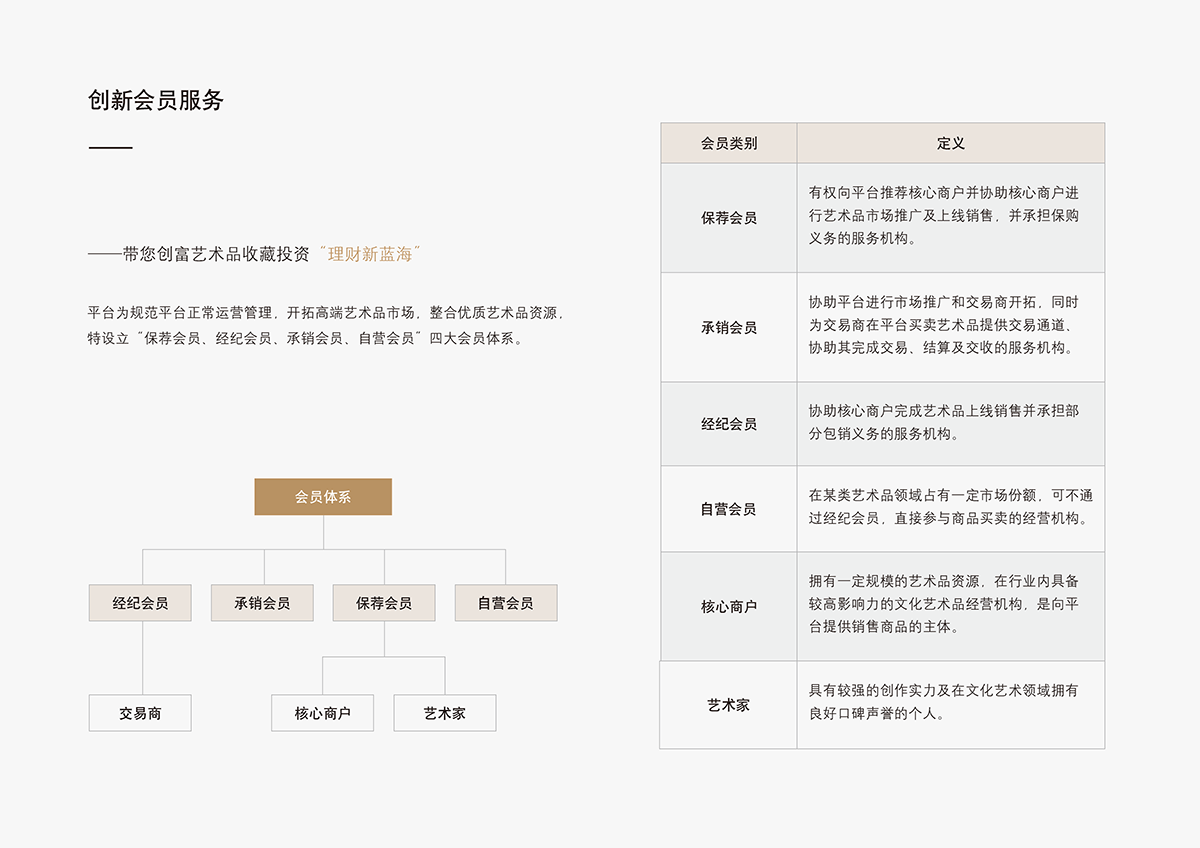 创新会员服务
——带您创富艺术品收藏投资“理财新蓝海”
平台为规范平台正常运营管理，开拓高端艺术品市场，整合优质艺术品资源，
特设立“保荐会员、经纪会员、承销会员、自营会员”四大会员体系。
会员体系
经纪会员 承销会员 保荐会员 自营会员
交易商 核心商户 艺术家
会员类别 定义
保荐会员
有权向平台推荐核心商户并协助核心商户进
行艺术品市场推广及上线销售，并承担保购
义务的服务机构。
承销会员
协助平台进行市场推广和交易商开拓，同时
为交易商在平台买卖艺术品提供交易通道、
协助其完成交易、结算及交收的服务机构。
经纪会员
协助核心商户完成艺术品上线销售并承担部
分包销义务的服务机构。
自营会员
在某类艺术品领域占有一定市场份额，可不通
过经纪会员，直接参与商品买卖的经营机构。
核心商户
拥有一定规模的艺术品资源，在行业内具备
较高影响力的文化艺术品经营机构，是向平
台提供销售商品的主体。
艺术家
具有较强的创作实力及在文化艺术领域拥有
良好口碑声誉的个人。